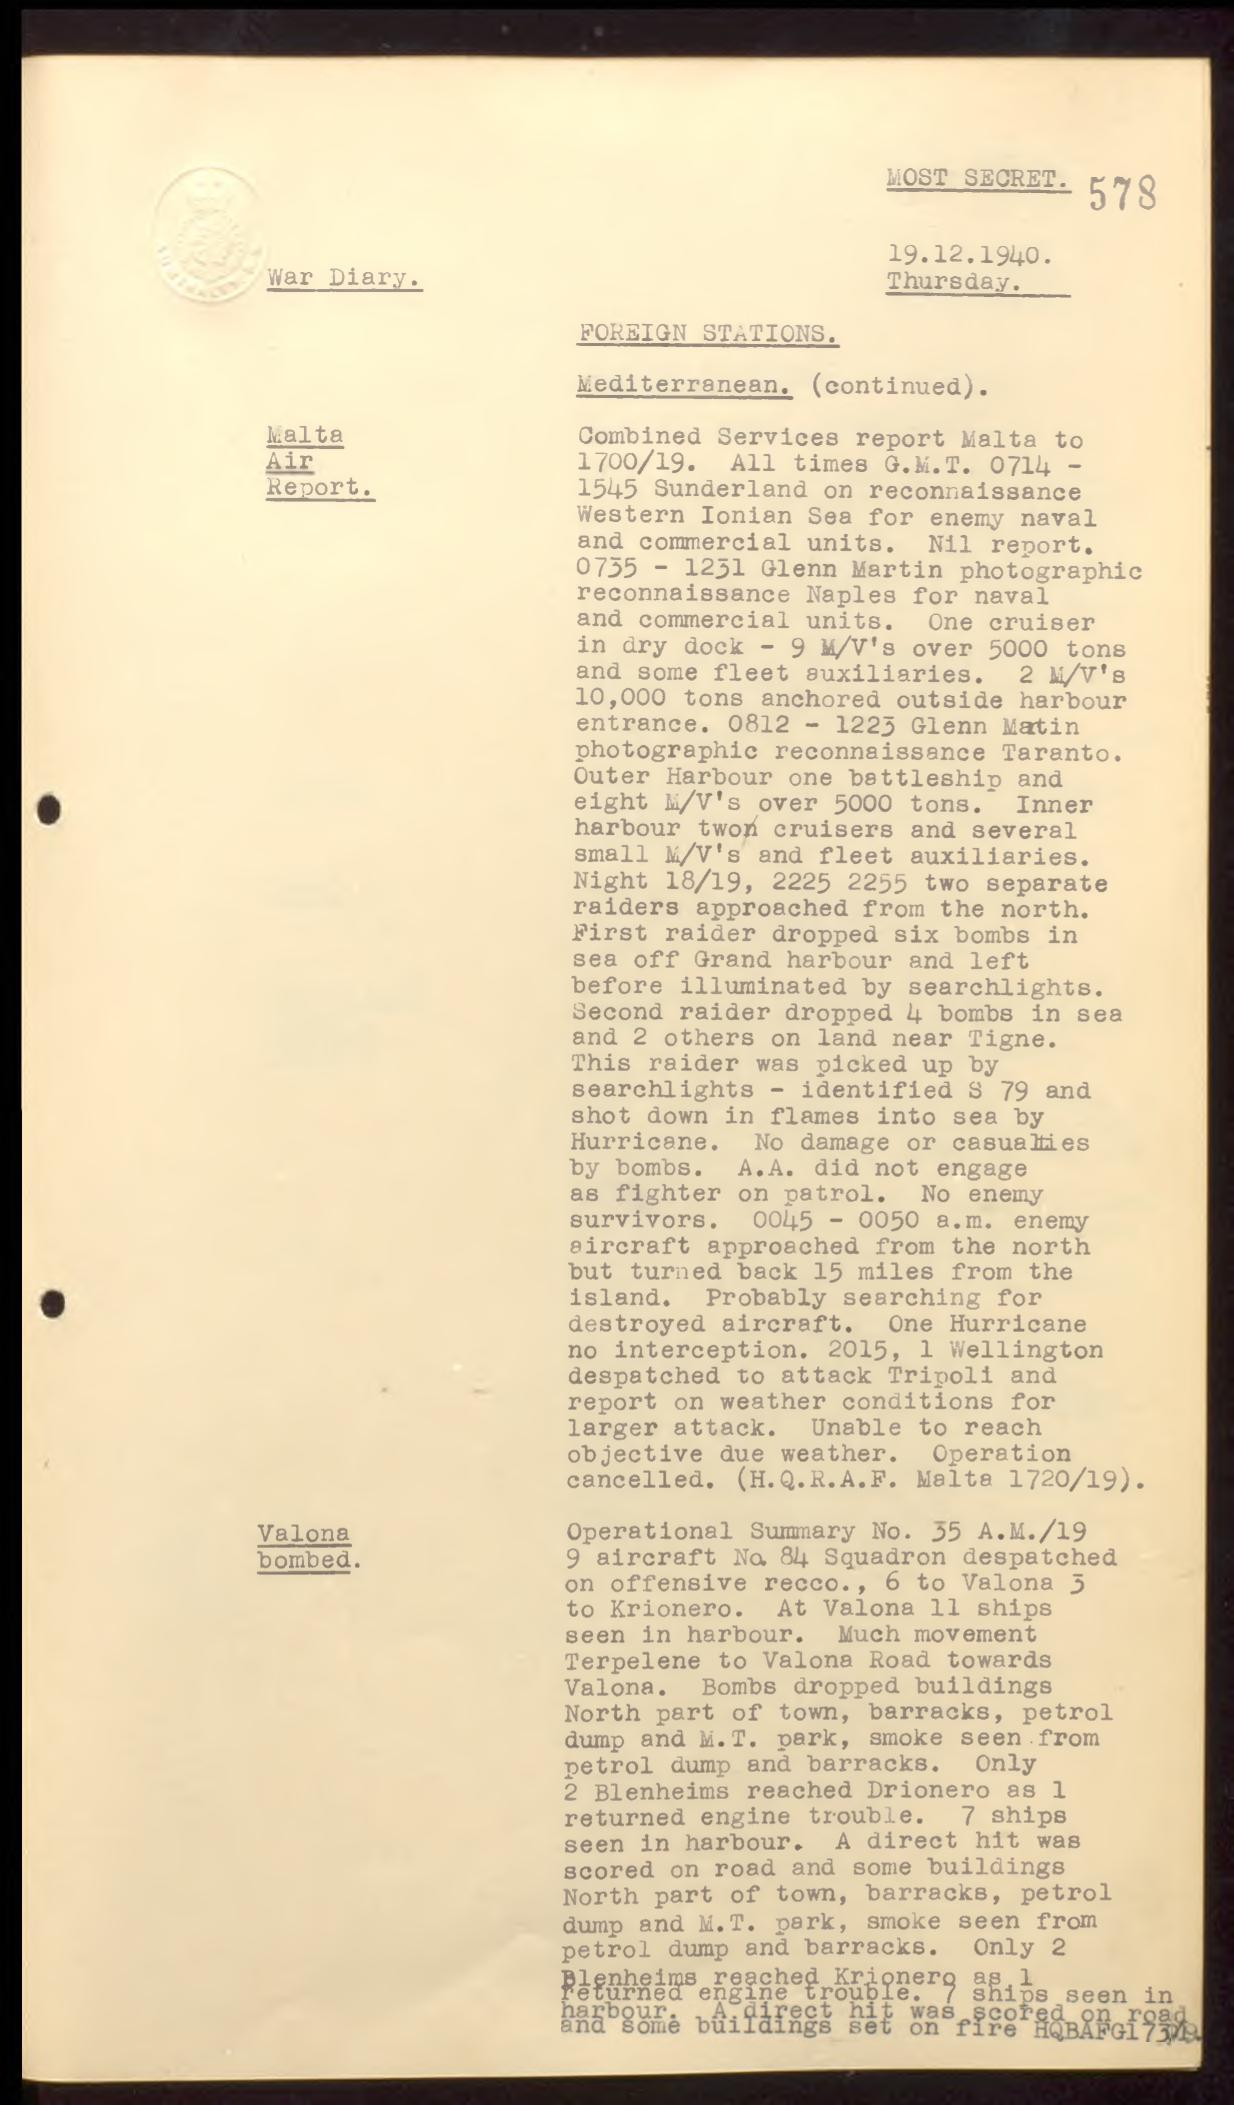 MOST SECRET. 578
19.12.1940.
War Diary.
Thursday.
FOREIGN STATIONS.
Mediterranean. (continued).
Malta
Air
Report.
Combined Services report Malta to
1700/19. All times G.M.T. 0714 -
1545 Sunderland on reconnaissance
Western Ionian Sea for enemy naval
and commercial units. Nil report.
0735 - 1231 Glenn Martin photographic
reconnaissance Naples for naval
and commercial units. One cruiser
in dry dock - 9 M/V's over 5000 tons
and some fleet auxiliaries. 2 M/V's
10,000 tons anchored outside harbour
entrance. 0812 - 1223 Glenn Matin
photographic reconnaissance Taranto.
Outer Harbour one battleship and
eight M/V's over 5000 tons. Inner
harbour two cruisers and several
small M/V's and fleet auxiliaries.
Night 18/19, 2225 2255 two separate
raiders approached from the north.
First raider dropped six bombs in
sea off Grand harbour and left
before illuminated by searchlights.
Second raider dropped 4 bombs in sea
and 2 others on land near Tigne.
This raider was picked up by
searchlights - identified S 79 and
shot down in flames into sea by
Hurricane. No damage or casualties
by bombs. A.A. did not engage
as fighter on patrol. No enemy
survivors. 0045 - 0050 a.m. enemy
aircraft approached from the north
but turned back 15 miles from the
island. Probably searching for
destroyed aircraft. One Hurricane
no interception. 2015, 1 Wellington
despatched to attack Tripoli and
report on weather conditions for
larger attack. Unable to reach
objective due weather. Operation
cancelled. (H.Q.R.A.F. Malta 1720/19).
Valona
bombed.
Operational Summary No. 35 A.M./19
9 aircraft No. 84 Squadron despatched
on offensive recco., 6 to Valona 3
to Krionero. At Valona 11 ships
seen in harbour. Much movement
Terpelene to Valona Road towards
Valona. Bombs dropped buildings
North part of town, barracks, petrol
dump and M.T. park, smoke seen from
petrol dump and barracks. Only
2 Blenheims reached Drionero as 1
returned engine trouble. 7 ships
seen in harbour. A direct hit was
scored on road and some buildings
North part of town, barracks, petrol
dump and M.T. park, smoke seen from
petrol dump and barracks. Only 2
Blenheims reached Krionero as 1
returned engine trouble. 7 ships seen in
harbour. A direct hit was scored on road
and some buildings set on fire